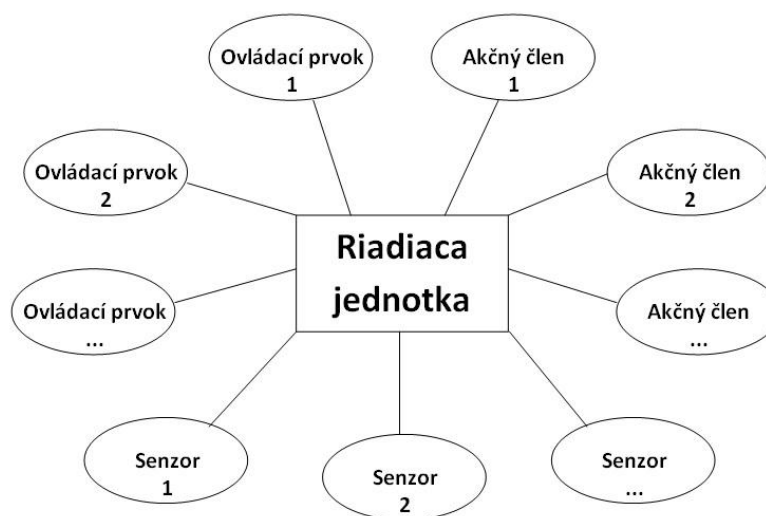 Ovládací prvok
1
Akčný člen
1
Ovládací prvok
2
Akčný člen
2
Riadiaca
jednotka
Ovládací prvok
...
Akčný člen
...
Senzor
1
Senzor
2
Senzor
...